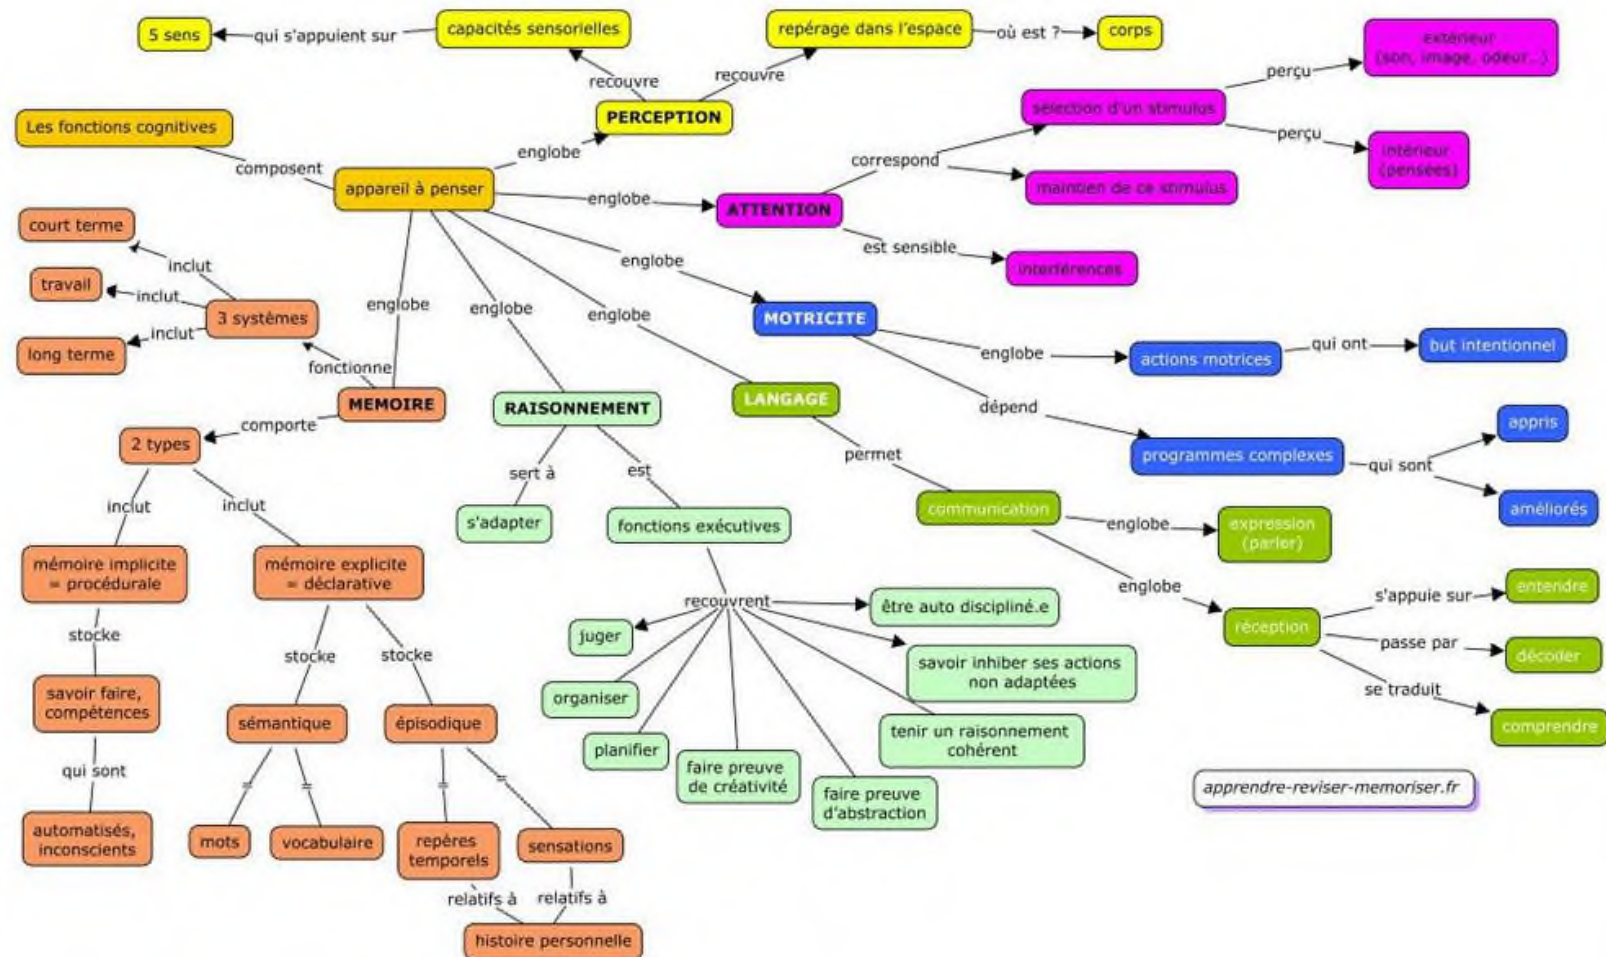 5 sens
qui s'appuient sur
capacités sensorielles
repérage dans l'espace
où est ?
corps
recouvre
recouvre
PERCEPTION
extérieur
(son, image, odeur...)
perçu
sélection d'un stimulus
perçu
intérieur
(pensées)
correspond
maintien de ce stimulus
Les fonctions cognitives
composent
appareil à penser
englobe
englobe
ATTENTION
est sensible
interférences
englobe
MOTRICITE
englobe
actions motrices
qui ont
but intentionnel
dépend
programmes complexes
qui sont
appris
améliorés
court terme
inclut
travail
inclut
3 systèmes
long terme
inclut
fonctionne
englobe
MEMOIRE
comporte
2 types
inclut
inclut
mémoire implicite
= procédurale
mémoire explicite
= déclarative
stocke
savoir faire,
compétences
qui sont
automatisés,
inconscients
stocke
stocke
sémantique
épisodique
=
=
=
=
mots
vocabulaire
repères
temporels
sensations
relatifs à
relatifs à
histoire personnelle
englobe
RAISONNEMENT
sert à
est
s'adapter
fonctions exécutives
recouvrent
être auto discipliné.e
juger
savoir inhiber ses actions
non adaptées
organiser
tenir un raisonnement
cohérent
planifier
faire preuve
de créativité
faire preuve
d'abstraction
englobe
LANGAGE
permet
communication
englobe
expression
(parler)
englobe
réception
s'appuie sur
entendre
passe par
décoder
se traduit
comprendre
apprendre-reviser-memoriser.fr